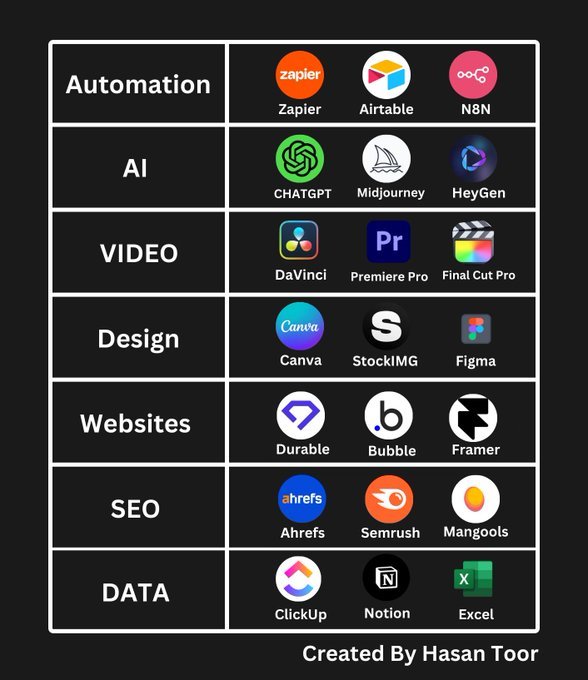 Automation
zapier
Zapier Airtable N8N
AI
CHATGPT Midjourney HeyGen
VIDEO
Pr
DaVinci Premiere Pro Final Cut Pro
Design
Canva S
Canva StockIMG Figma
Websites
b
Durable Bubble Framer
SEO
ahrefs
Ahrefs Semrush Mangools
DATA
N X
ClickUp Notion Excel
Created By Hasan Toor